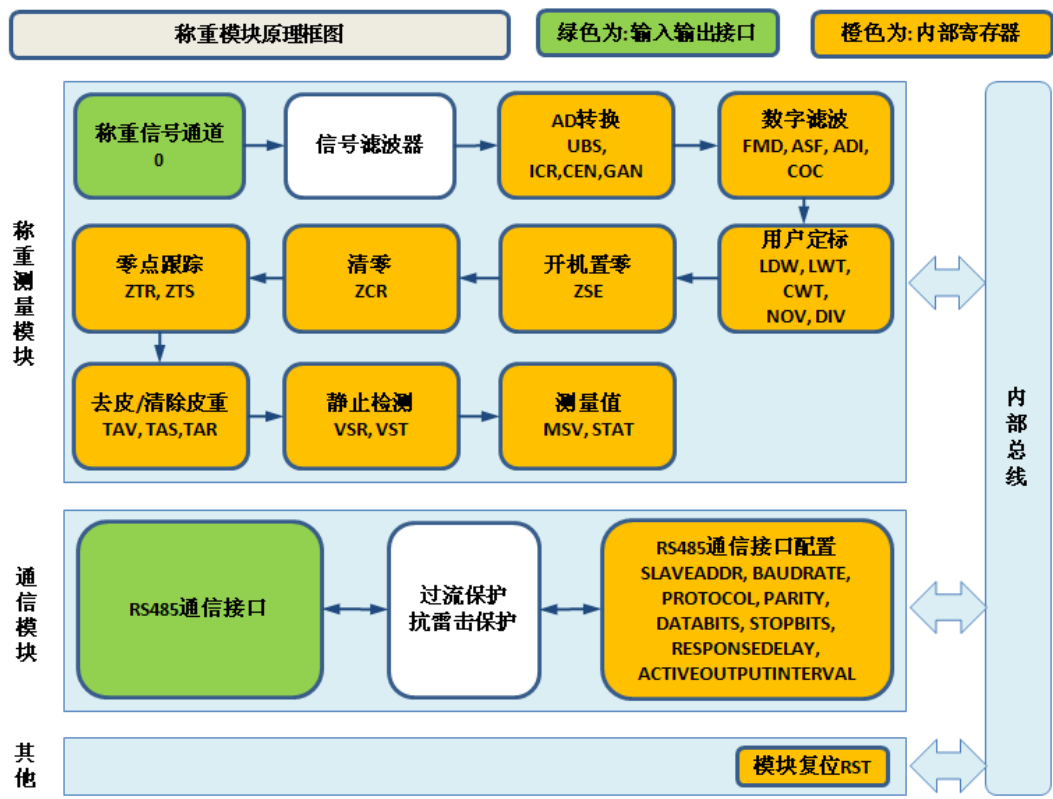 称重模块原理框图
绿色为:输入输出接口
橙色为:内部寄存器
称重测量模块
称重信号通道
0
信号滤波器
AD转换
UBS,
ICR,CEN,GAN
数字滤波
FMD, ASF, ADI,
COC
零点跟踪
ZTR, ZTS
清零
ZCR
开机置零
ZSE
用户定标
LDW, LWT,
CWT,
NOV, DIV
去皮/清除皮重
TAV, TAS,TAR
静止检测
VSR, VST
测量值
MSV, STAT
内部总线
通信模块
RS485通信接口
过流保护
抗雷击保护
RS485通信接口配置
SLAVEADDR, BAUDRATE,
PROTOCOL, PARITY,
DATABITS, STOPBITS,
RESPONSEDELAY,
ACTIVEOUTPUTINTERVAL
其他
模块复位RST